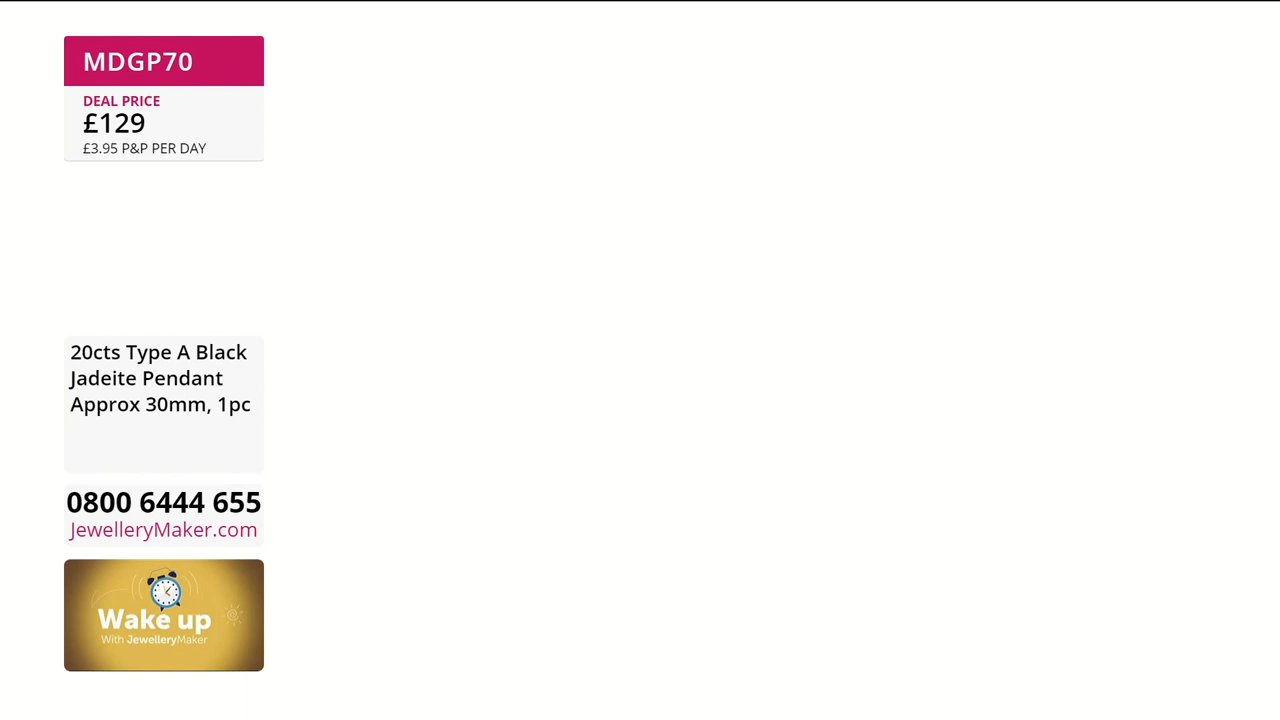 MDGP70
DEAL PRICE
£129
£3.95 P&P PER DAY
20cts Type A Black
Jadeite Pendant
Approx 30mm, 1pc
0800 6444 655
JewelleryMaker.com
Wake up
With JewelleryMaker